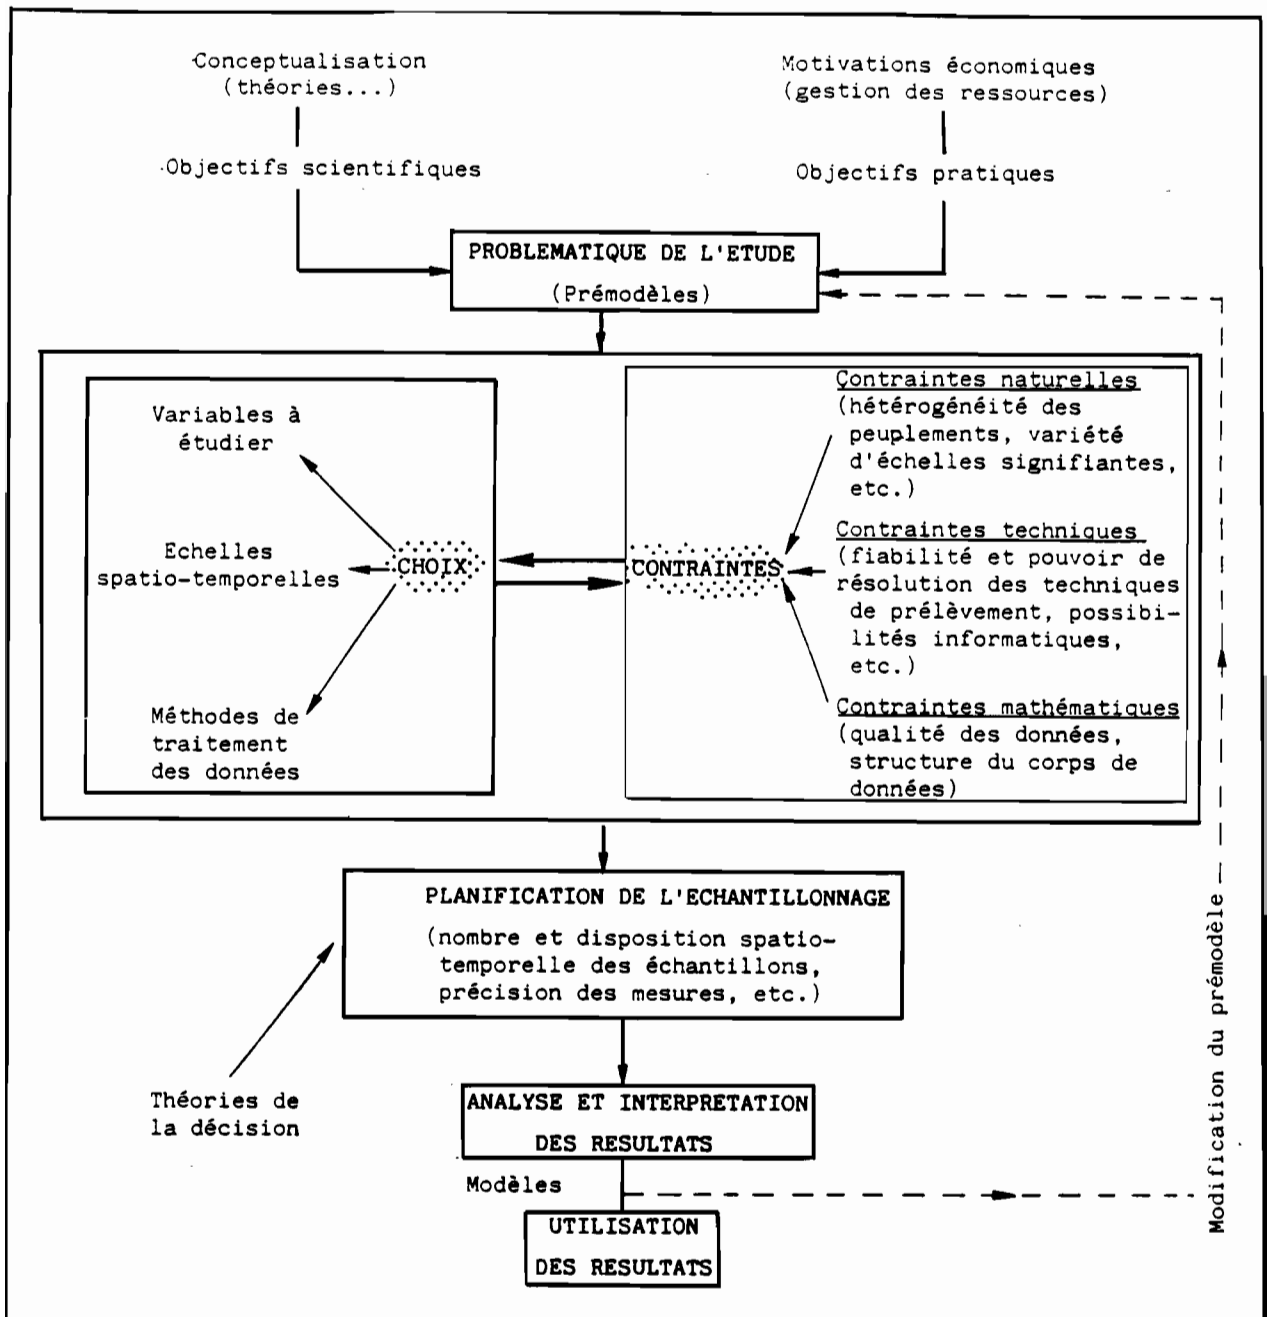 Conceptualisation
(théories...)
Motivations économiques
(gestion des ressources)
Objectifs scientifiques
Objectifs pratiques
PROBLEMATIQUE DE L'ETUDE
(Prémodèles)
Variables à
étudier
Echelles
spatio-temporelles
Méthodes de
traitement
des données
CHOIX
CONTRAINTES
Contraintes naturelles
(hétérogénéité des
peuplements, variété
d'échelles signifiantes,
etc.)
Contraintes techniques
(fiabilité et pouvoir de
résolution des techniques
de prélèvement, possibi-
lités informatiques,
etc.)
Contraintes mathématiques
(qualité des données,
structure du corps de
données)
PLANIFICATION DE L'ECHANTILLONNAGE
(nombre et disposition spatio-
temporelle des échantillons,
précision des mesures, etc.)
Théories de
la décision
ANALYSE ET INTERPRETATION
DES RESULTATS
Modèles
UTILISATION
DES RESULTATS
Modification du prémodèle